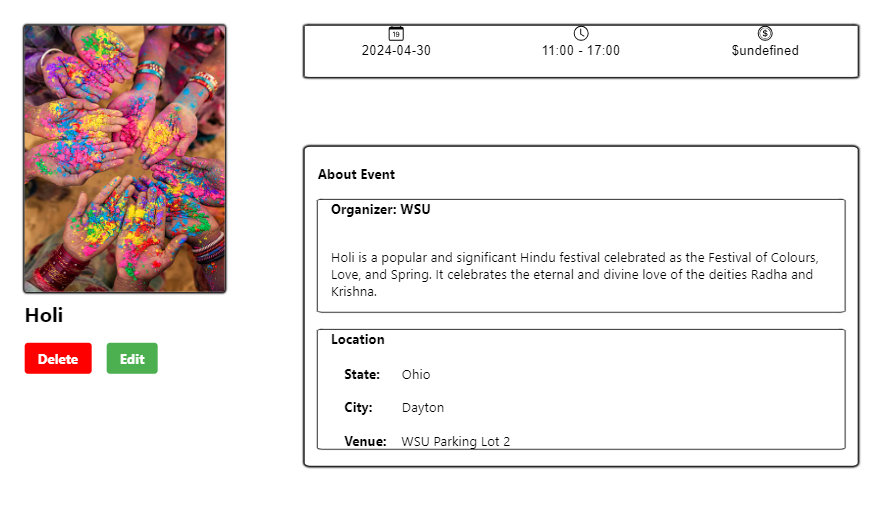 19
2024-04-30
11:00 - 17:00
$
$undefined
Holi
Delete
Edit
About Event
Organizer: WSU
Holi is a popular and significant Hindu festival celebrated as the Festival of Colours,
Love, and Spring. It celebrates the eternal and divine love of the deities Radha and
Krishna.
Location
State: Ohio
City: Dayton
Venue: WSU Parking Lot 2